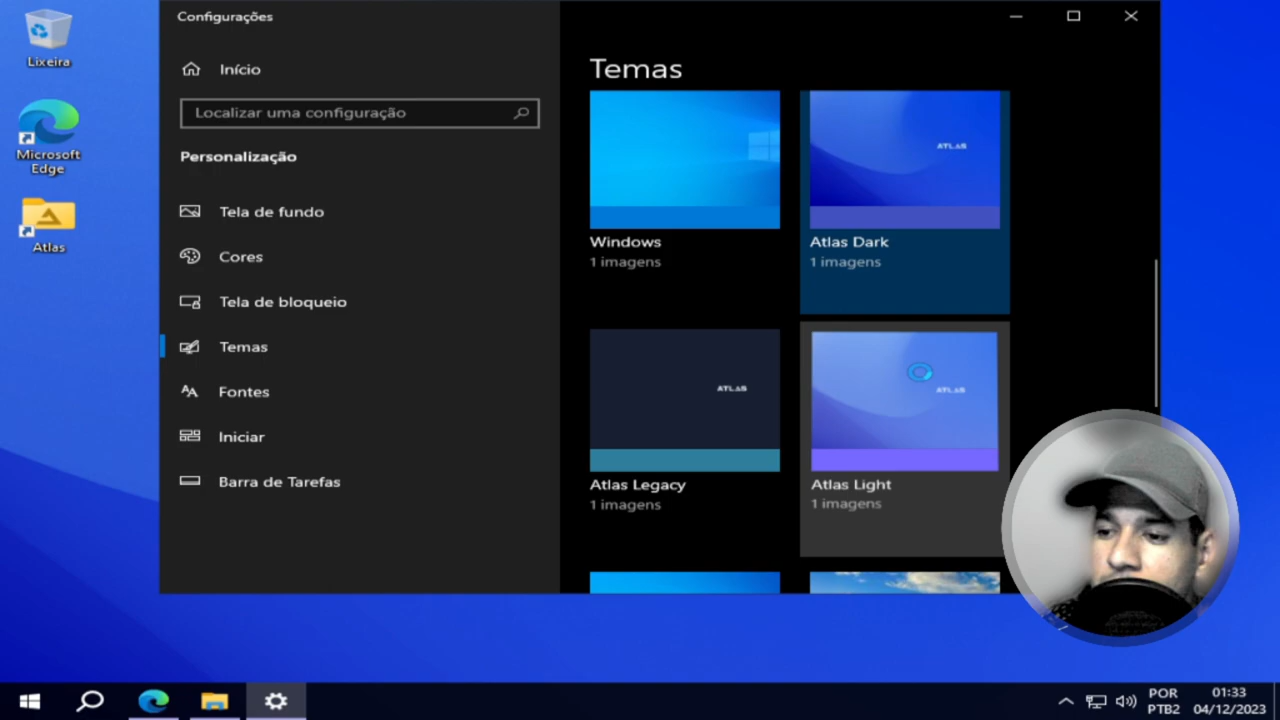 Lixeira
Microsoft
Edge
Atlas
Configurações
Início
Localizar uma configuração
Personalização
Tela de fundo
Cores
Tela de bloqueio
Temas
Fontes
Iniciar
Barra de Tarefas
Temas
ATLAS
Windows
1 imagens
Atlas Dark
1 imagens
ATLAS
ATLAS
Atlas Legacy
1 imagens
Atlas Light
1 imagens
POR
PTB2
01:33
04/12/2023